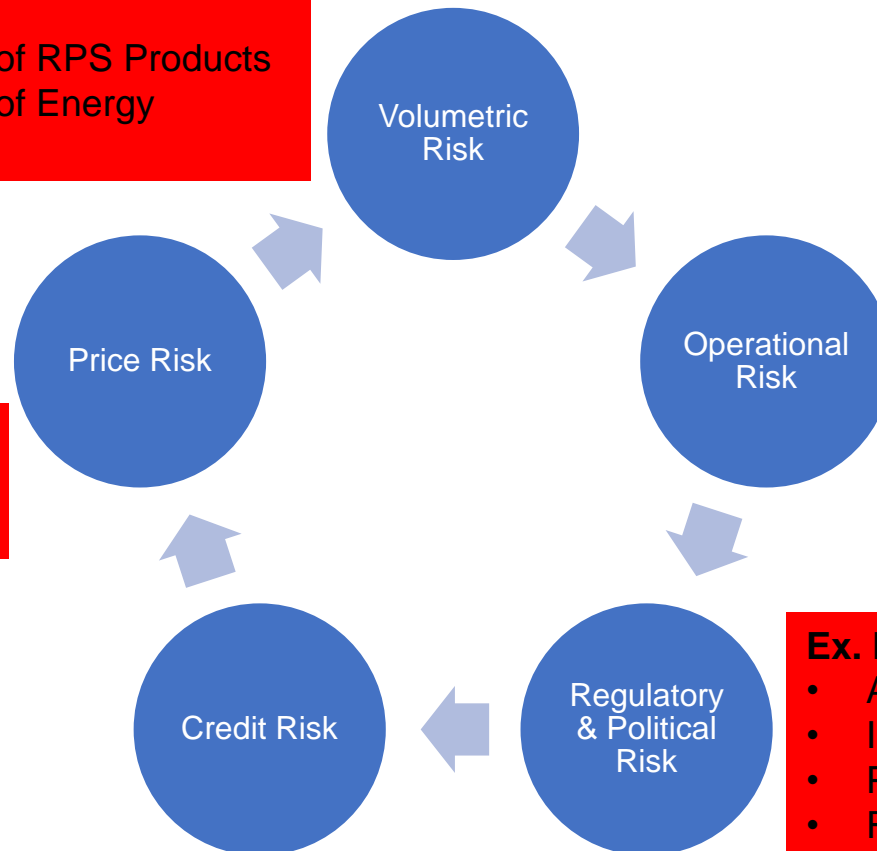 of RPS Products
of Energy
Volumetric
Risk
Operational
Risk
Price Risk
Regulatory
& Political
Risk
Credit Risk
Ex.
•
•
•
•